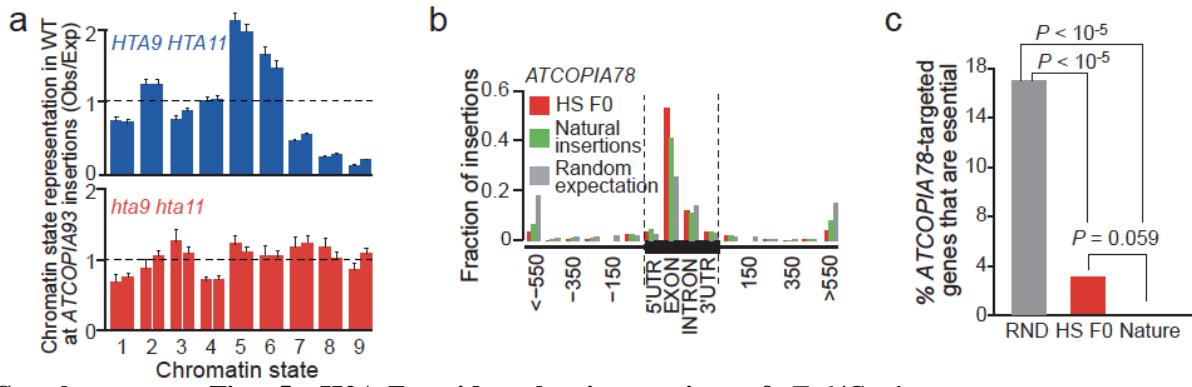 a
Chromatin state representation in WT
at ATCOPIA93 insertions (Obs/Exp)
2
HTA9 HTA11
1
0
2
hta9 hta11
1
0
1 2 3 4 5 6 7 8 9
Chromatin state
b
ATCOPIA78
Fraction of insertions
0.6
0.4
0.2
0
HS F0
Natural
insertions
Random
expectation
<-550
-350
-150
5'UTR
EXON
INTRON
3'UTR
150
350
>550
c
% ATCOPIA78-targeted
genes that are esential
18
16
14
12
8
4
0
P < 10-5
P < 10-5
P = 0.059
RND HS F0 Nature